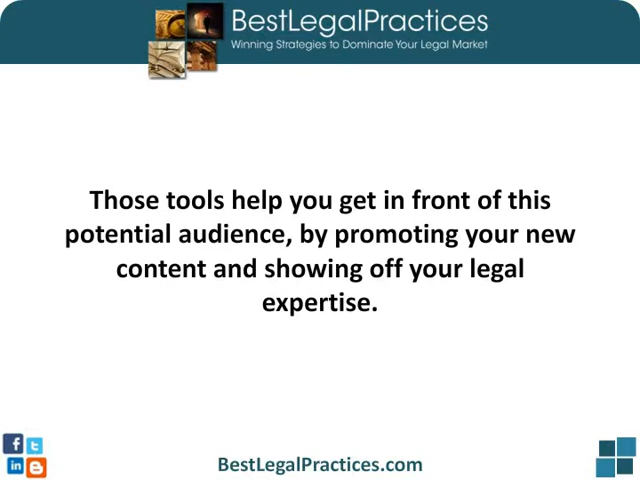 BestLegalPractices
Winning Strategies to Dominate Your Legal Market
Those tools help you get in front of this
potential audience, by promoting your new
content and showing off your legal
expertise.
BestLegalPractices.com